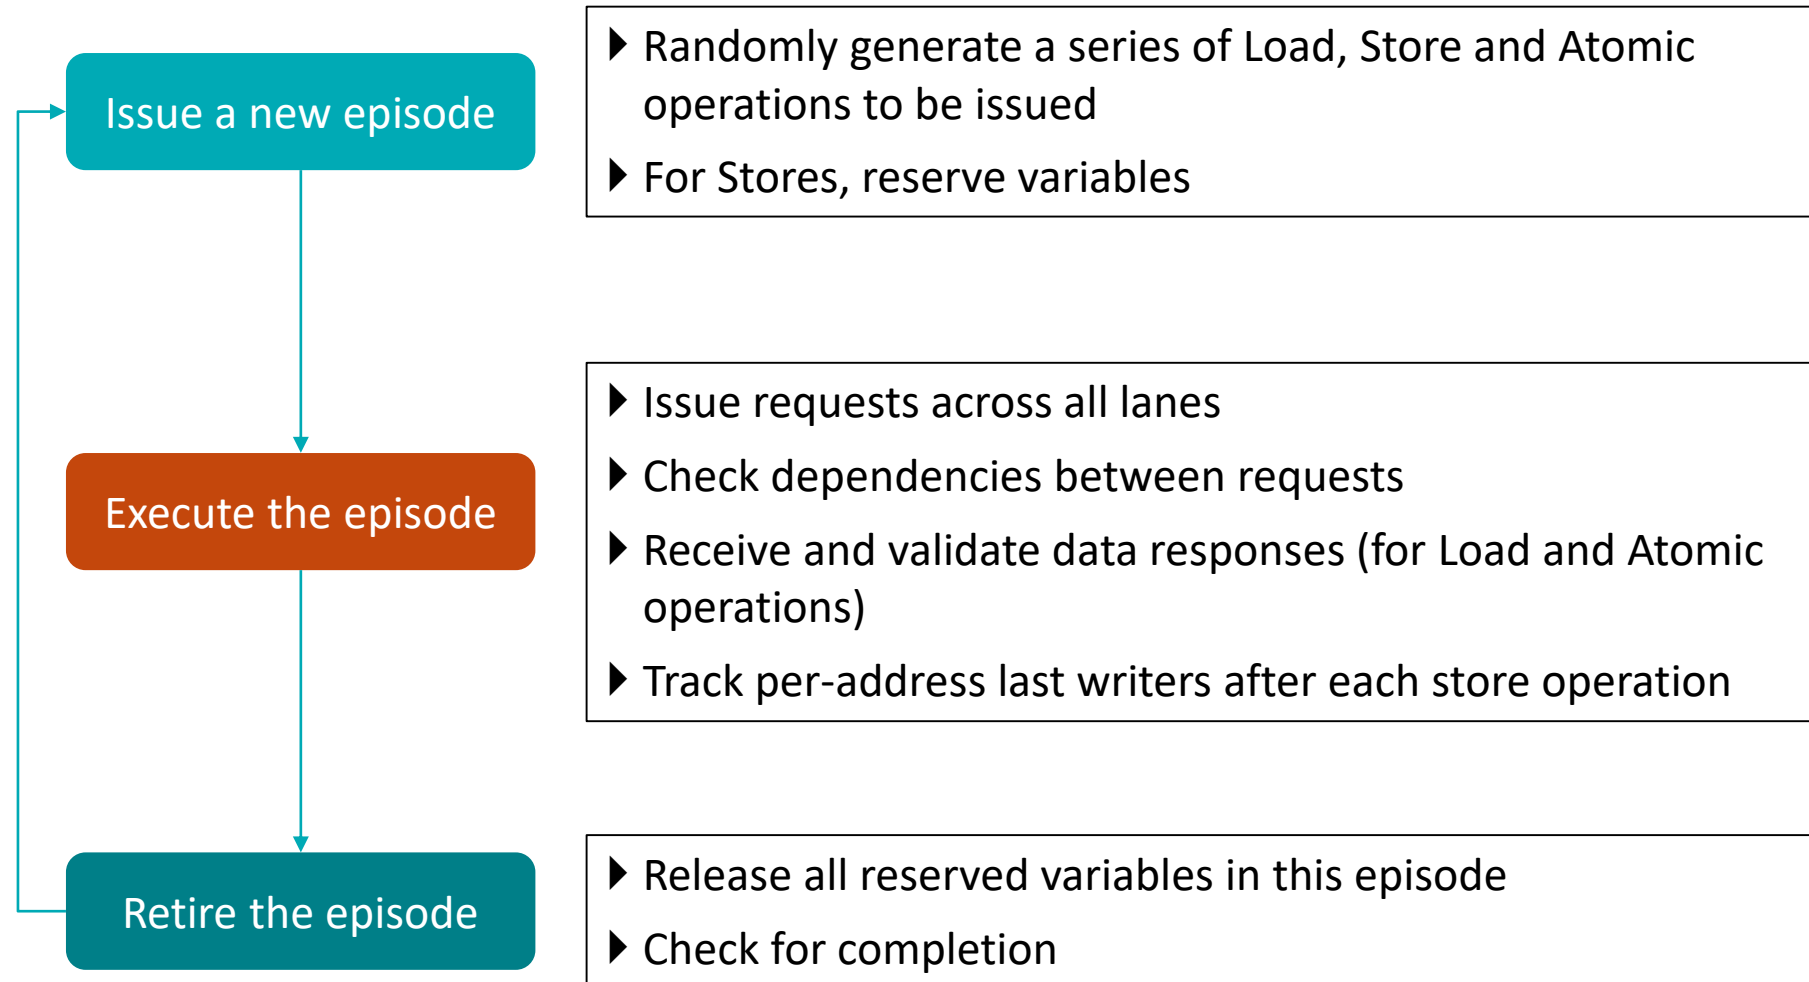 Issue a new episode
Randomly generate a series of Load, Store and Atomic
operations to be issued
For Stores, reserve variables
Execute the episode
Issue requests across all lanes
Check dependencies between requests
Receive and validate data responses (for Load and Atomic
operations)
Track per-address last writers after each store operation
Retire the episode
Release all reserved variables in this episode
Check for completion